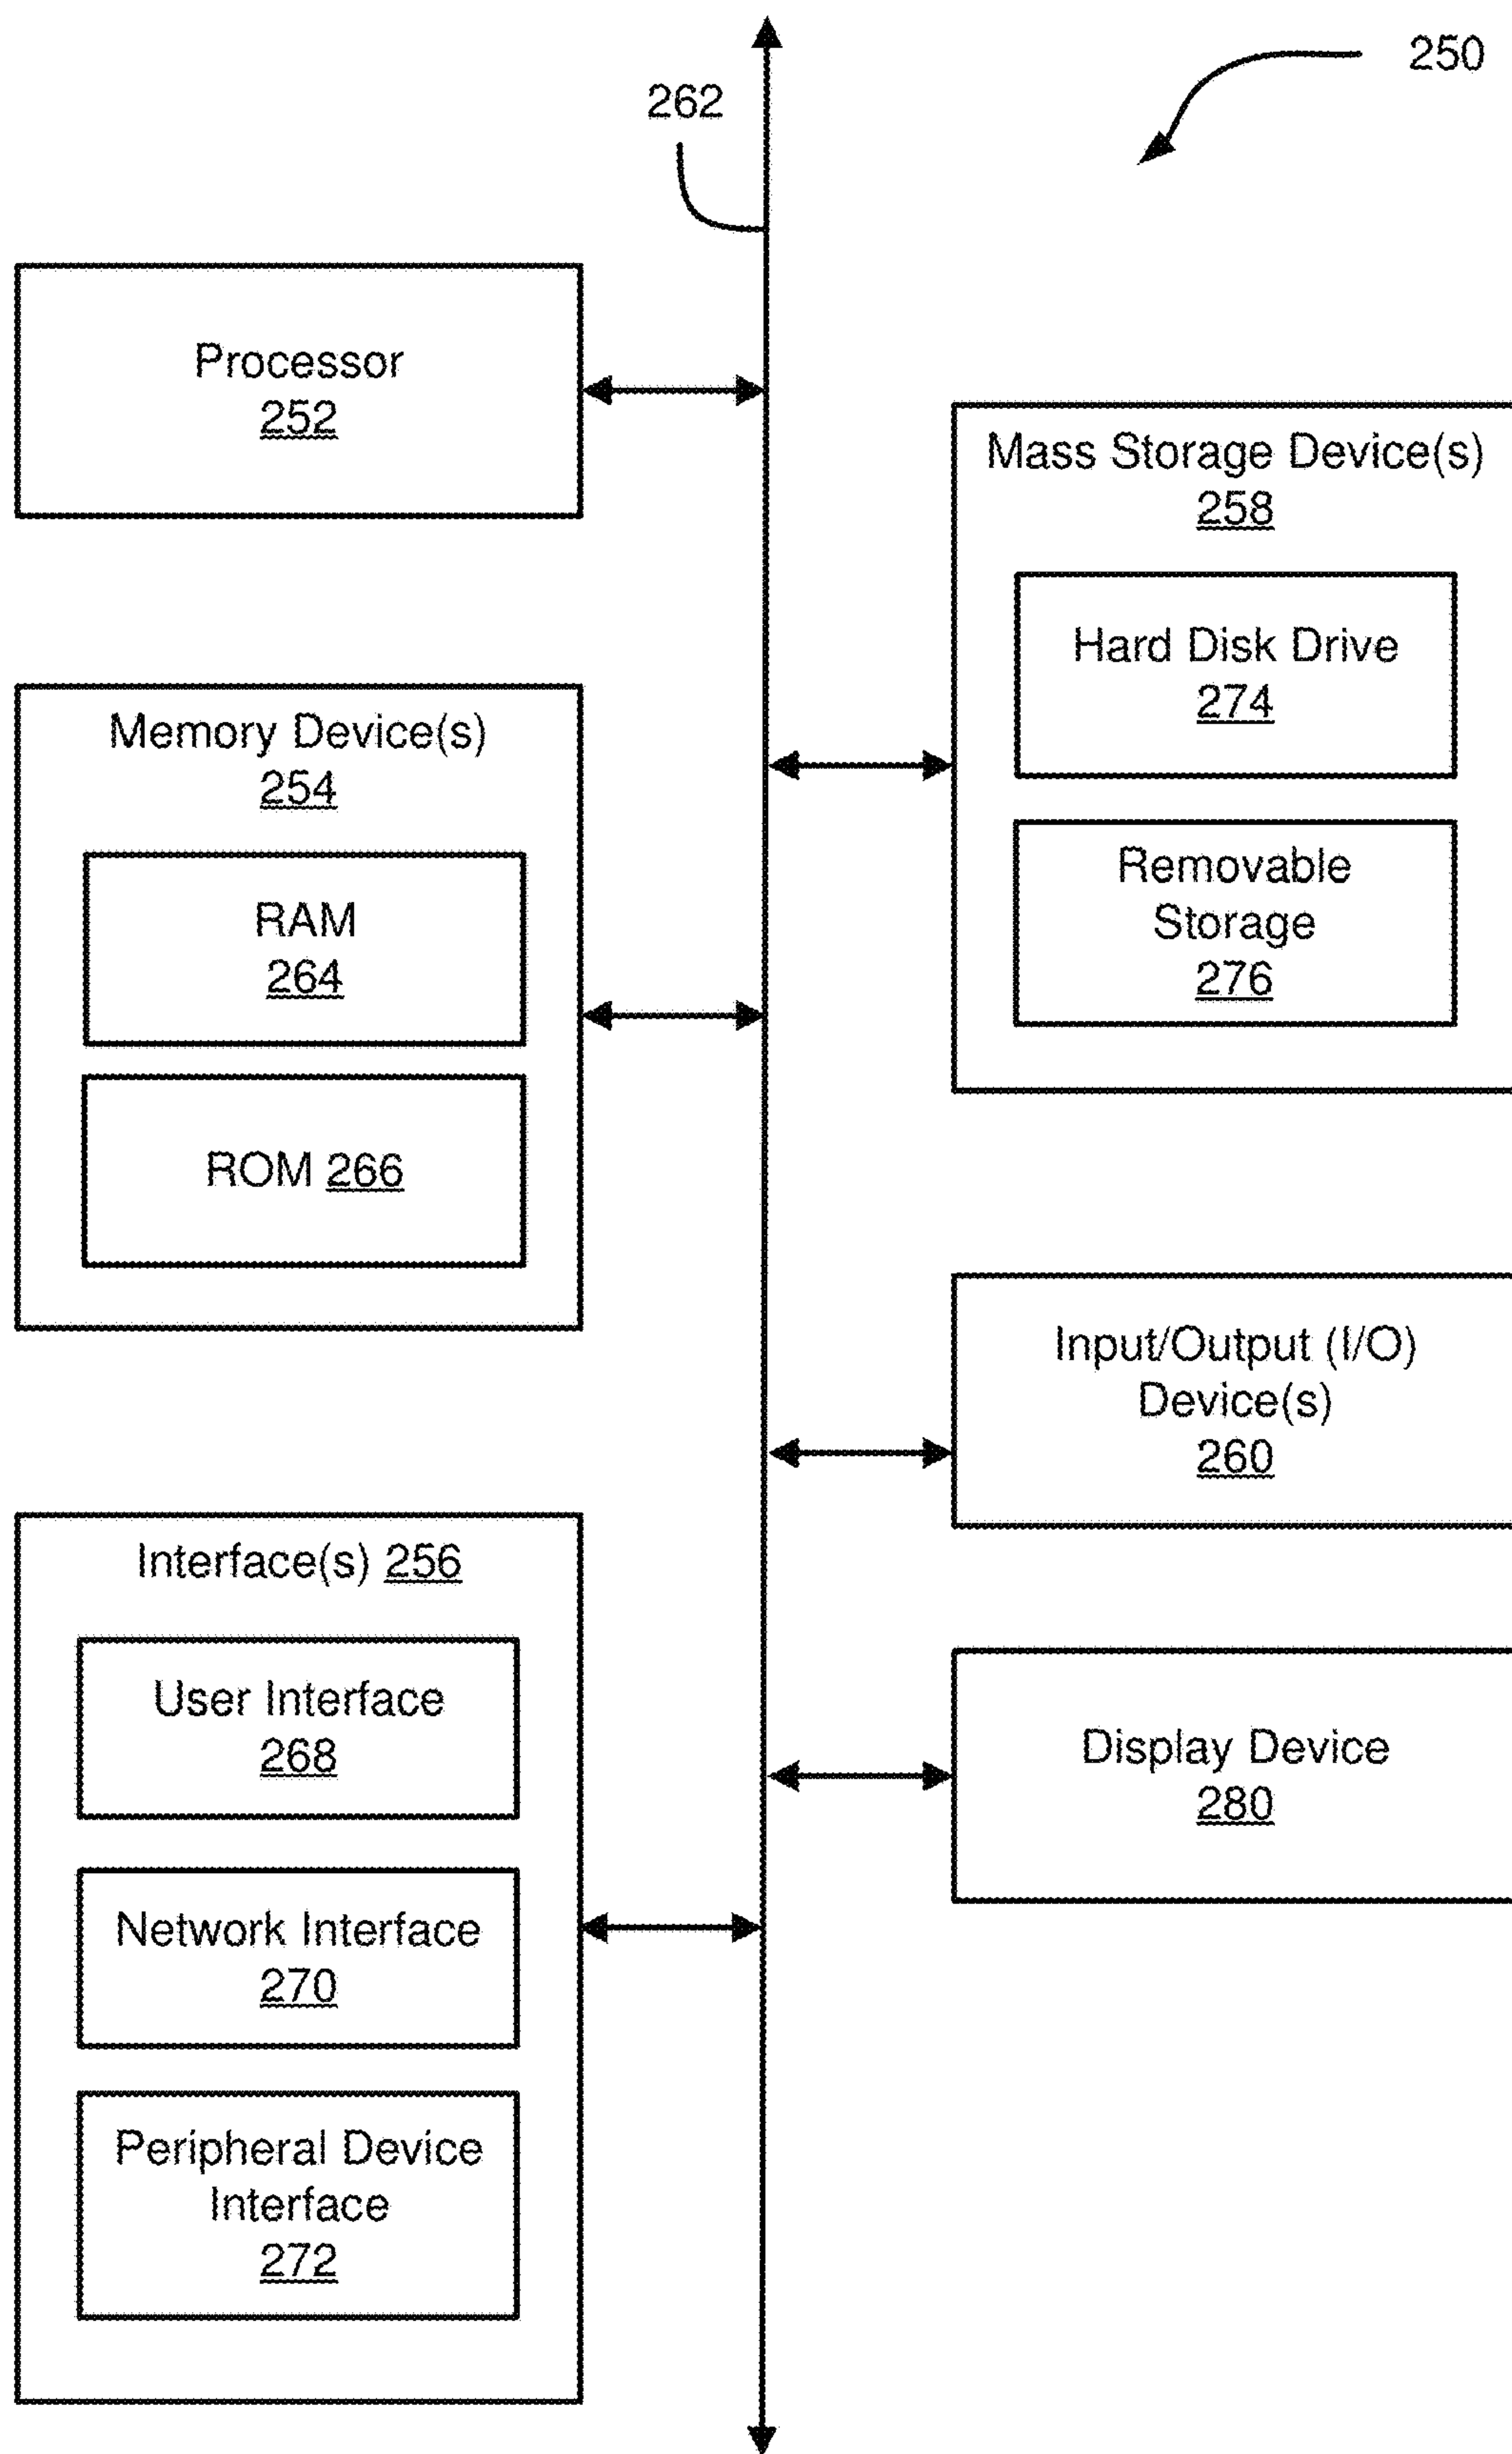 250
262
Processor
252
Mass Storage Device(s)
258
Hard Disk Drive
274
Removable
Storage
276
Memory Device(s)
254
RAM
264
ROM 266
Input/Output (I/O)
Device(s)
260
Interface(s) 256
User Interface
268
Network Interface
270
Peripheral Device
Interface
272
Display Device
280